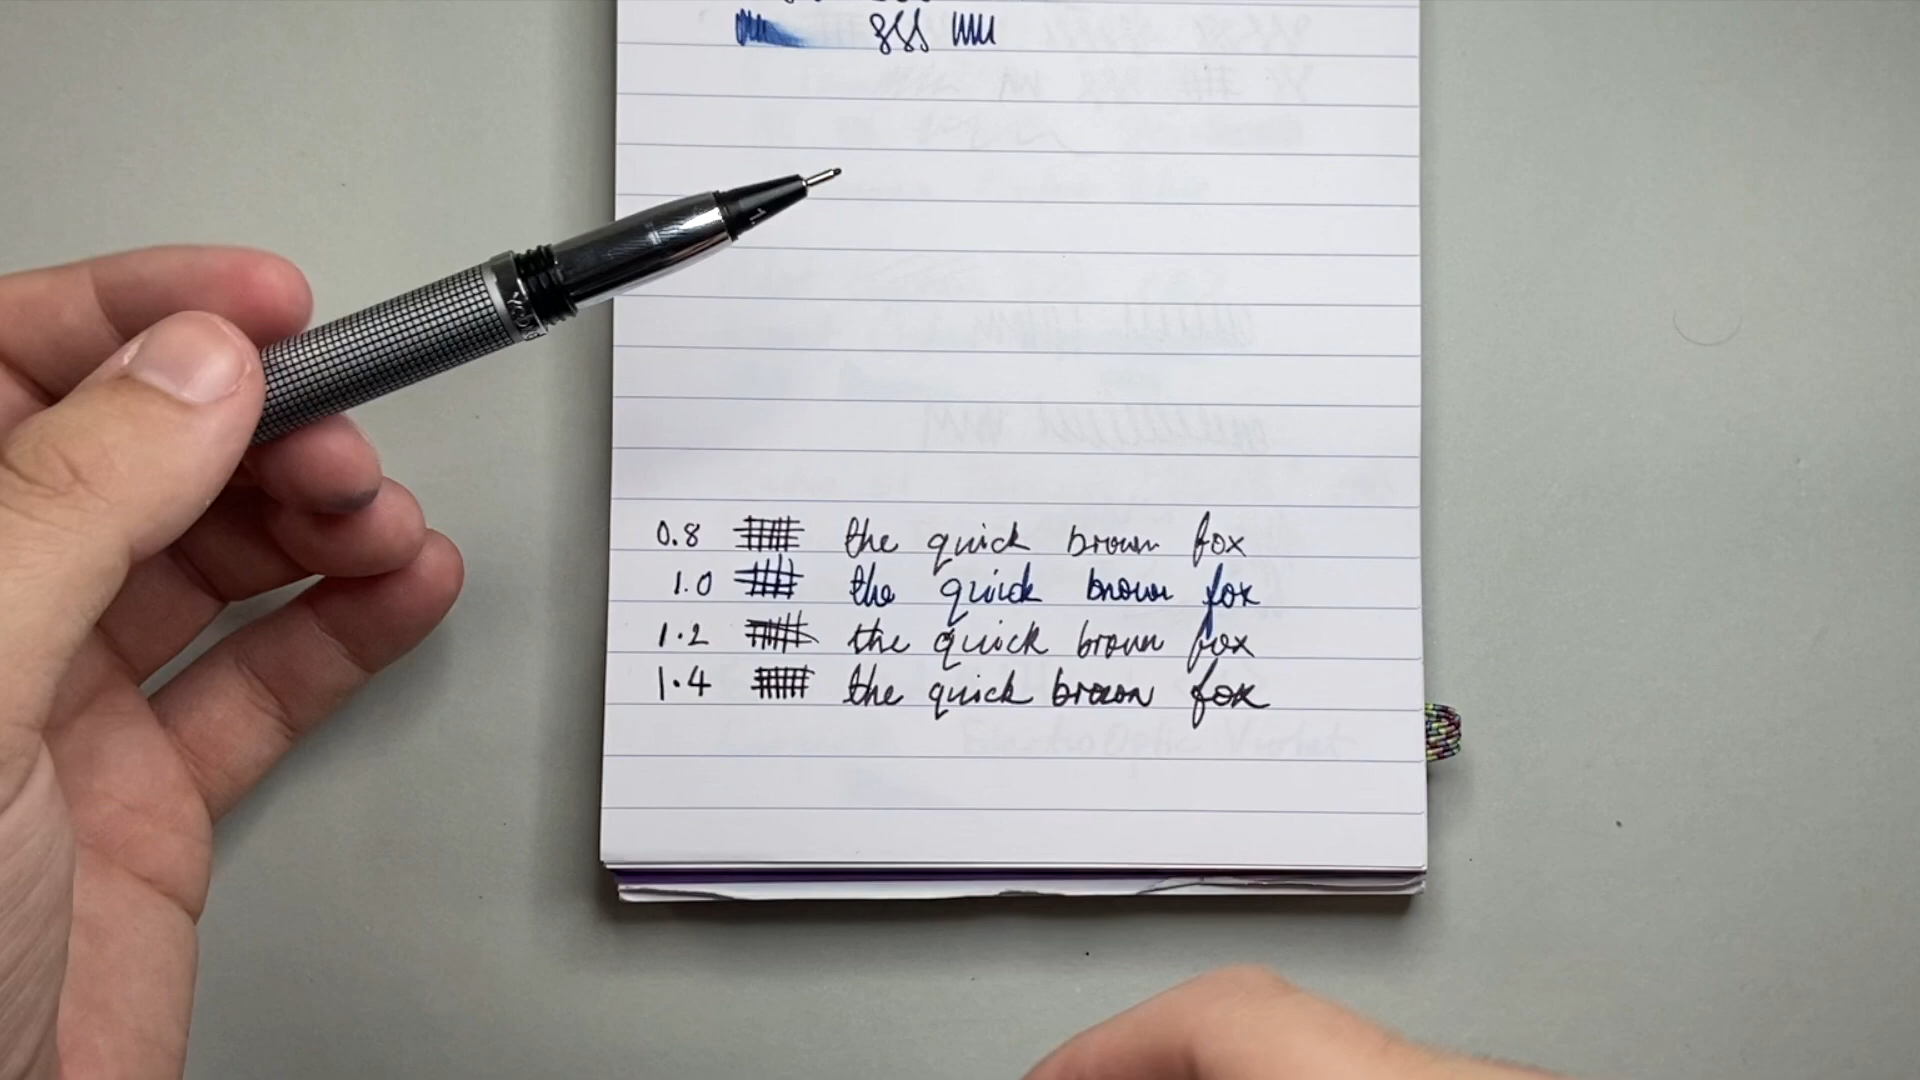 0.8 the quick brown fox
1.0 the quick brown fox
1.2 the quick brown fox
1.4 the quick brown fox